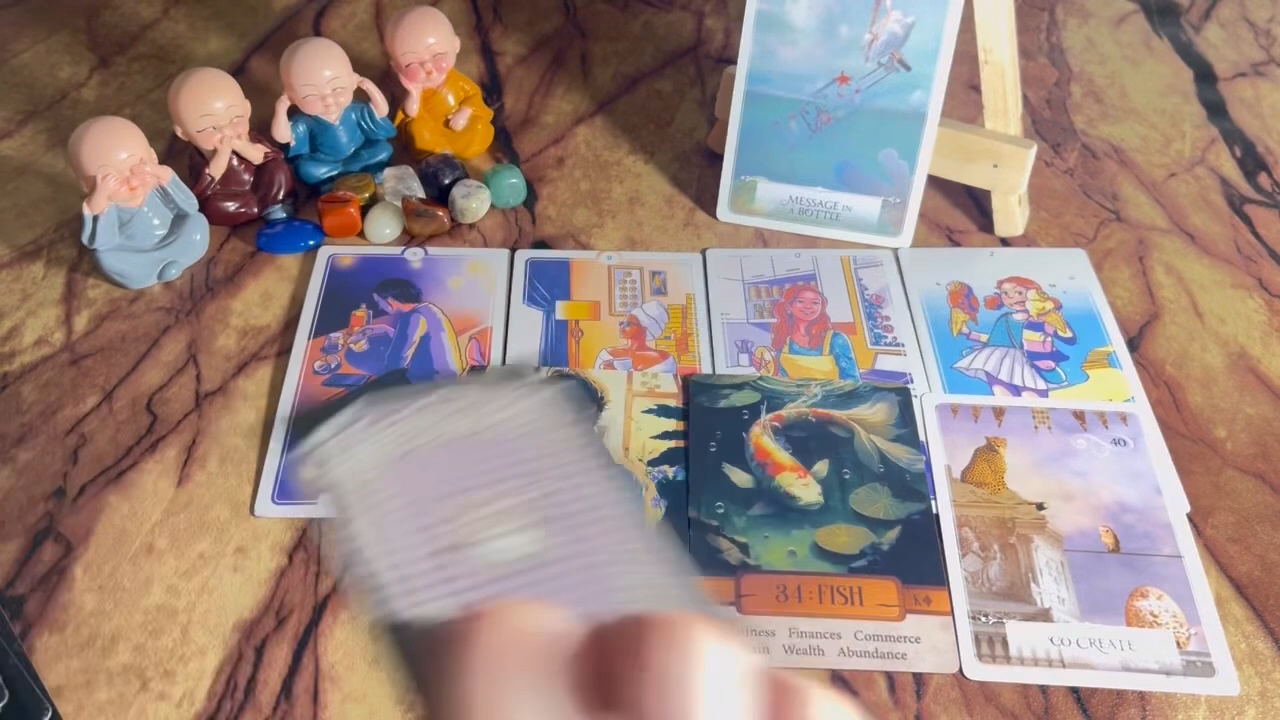 MESSAGE IN
A BOTTLE
40
34:FISH
K
Finances Commerce
Wealth Abundance
CO-CREATE